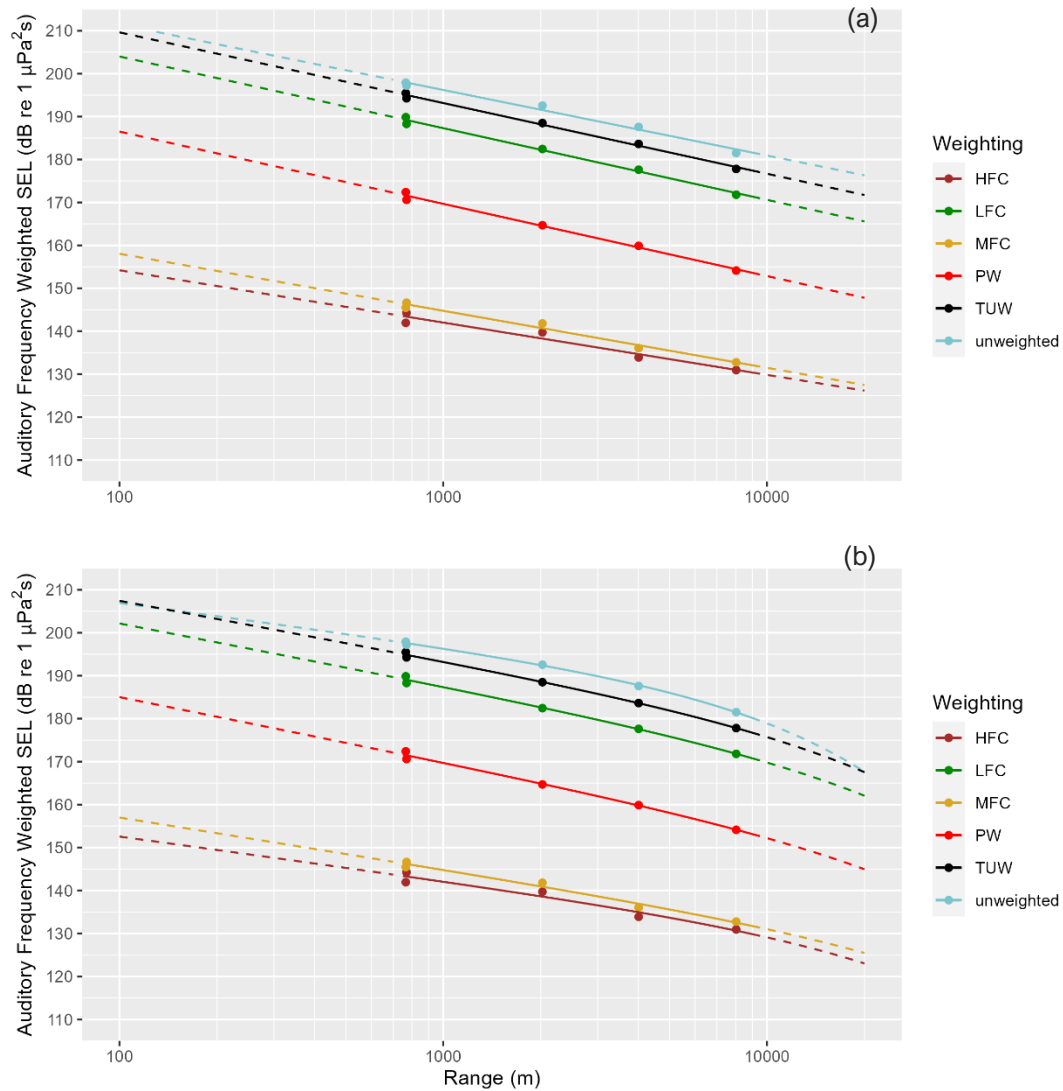 (a)
Auditory Frequency Weighted SEL (dB re 1 µPa²s)
210
200
190
180
170
160
150
140
130
120
110
100
1000
10000
Weighting
HFC
LFC
MFC
PW
TUW
unweighted
(b)
Auditory Frequency Weighted SEL (dB re 1 µPa²s)
210
200
190
180
170
160
150
140
130
120
110
100
1000
10000
Range (m)
Weighting
HFC
LFC
MFC
PW
TUW
unweighted